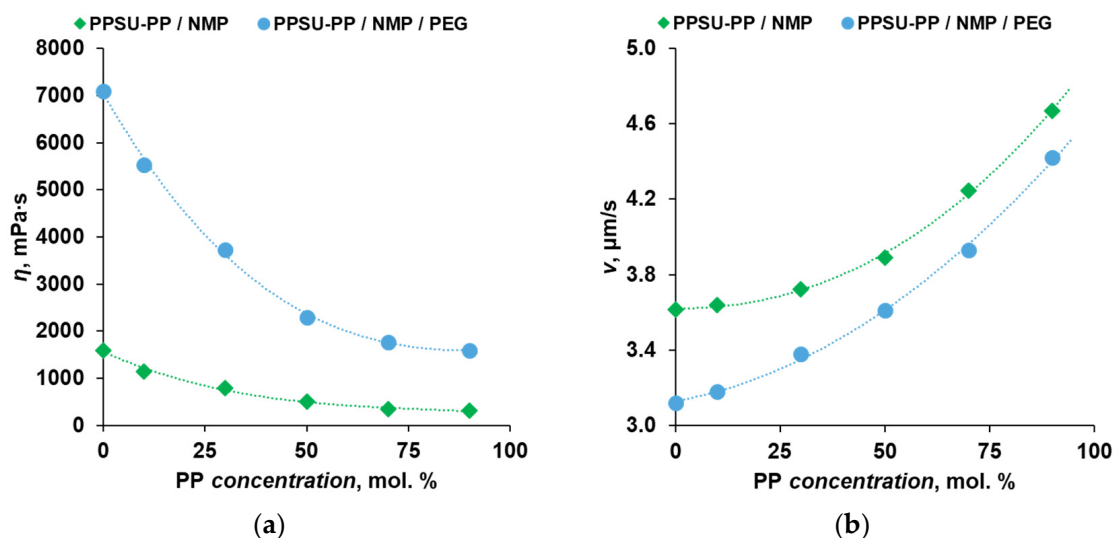 PPSU-PP / NMP PPSU-PP / NMP / PEG
8000
7000
6000
5000
4000
3000
2000
1000
0
η, mPa·s
0 25 50 75 100
PP concentration, mol. %
(a)
PPSU-PP / NMP PPSU-PP / NMP / PEG
5.0
4.6
4.2
3.8
3.4
3.0
v, µm/s
0 25 50 75 100
PP concentration, mol. %
(b)